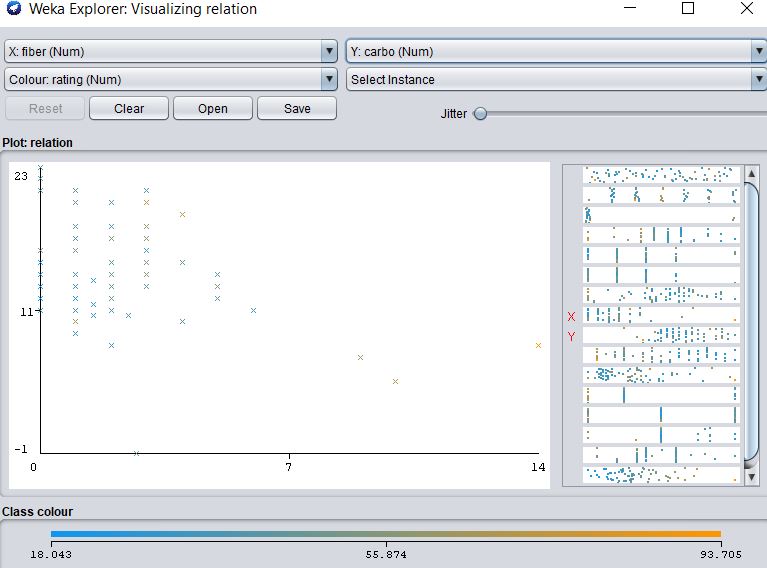 Weka Explorer: Visualizing relation
X: fiber (Num)
Y: carbo (Num)
Colour: rating (Num)
Select Instance
Reset
Clear
Open
Save
Jitter
Plot: relation
23
11
-1
0
7
14
X
Y
Class colour
18.043
55.874
93.705